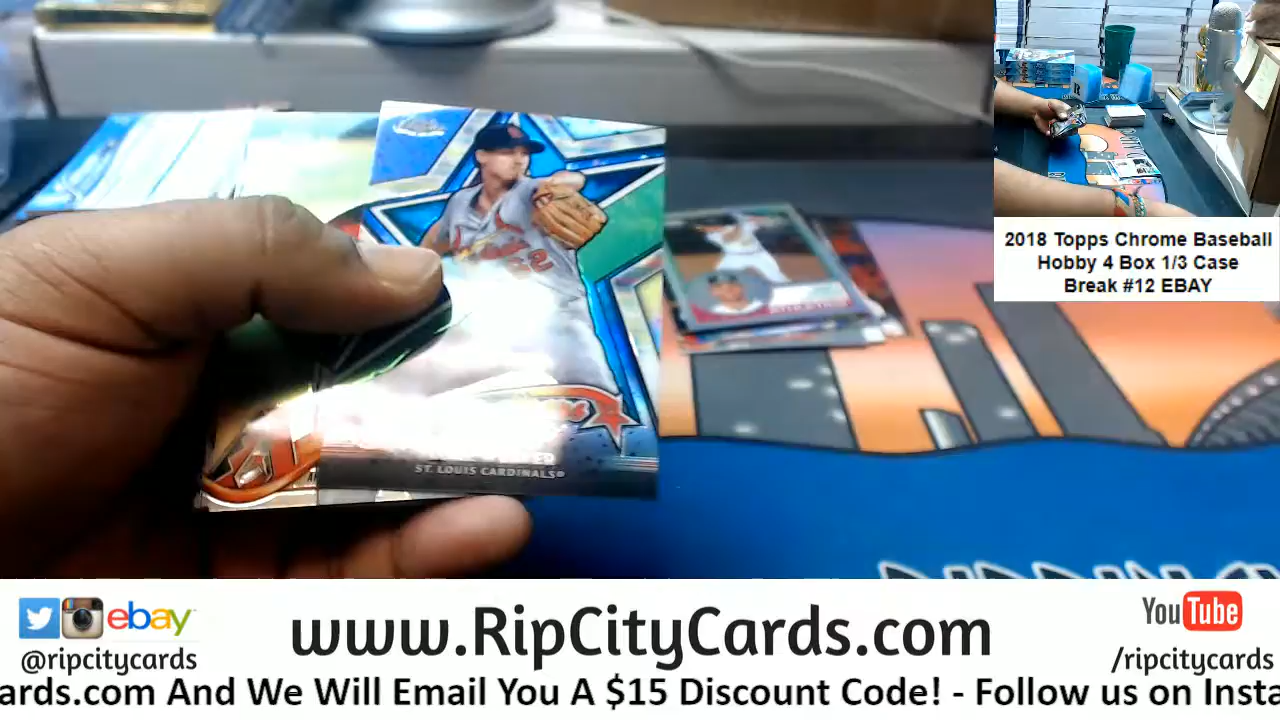 ST. LOUIS CARDINALS®
2018 Topps Chrome Baseball
Hobby 4 Box 1/3 Case
Break #12 EBAY
ebay
@ripcitycards
www.RipCityCards.com
YouTube
/ripcitycards
ards.com And We Will Email You A $15 Discount Code! - Follow us on Insta